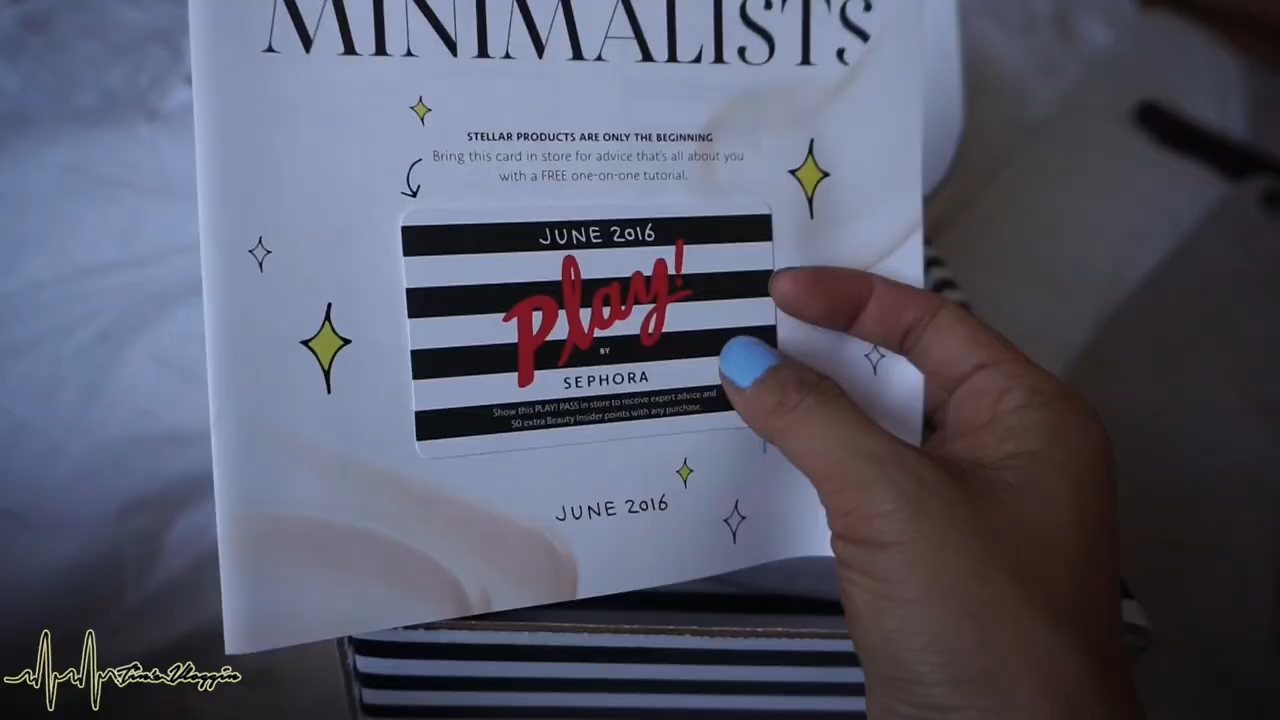 MINIMALISTS
STELLAR PRODUCTS ARE ONLY THE BEGINNING
Bring this card in store for advice that's all about you
with a FREE one-on-one tutorial.
JUNE 2016
Play!
BY
SEPHORA
Show this PLAY! PASS in store to receive expert advice and
50 extra Beauty Insider points with any purchase.
JUNE 2016